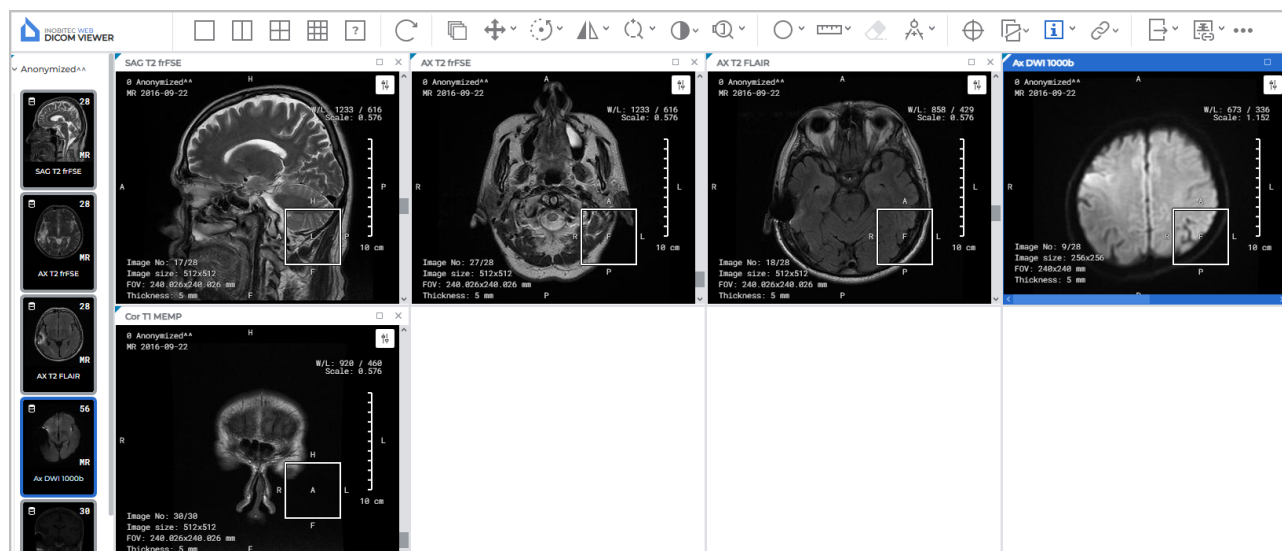 INOBITEC WEB
DICOM VIEWER
?
i
Anonymized^^
28
MR
SAG T2 frFSE
28
MR
AX T2 frFSE
28
MR
AX T2 FLAIR
56
MR
Ax DWI 1000b
30
SAG T2 frFSE
0 Anonymized^^
MR 2016-09-22
H
W/L: 1233 / 616
Scale: 0.576
A
P
H
L
P
F
10 cm
Image No: 17/28
Image size: 512x512
FOV: 240.026x240.026 mm
Thickness: 5 mm
F
AX T2 frFSE
0 Anonymized^^
MR 2016-09-22
A
W/L: 1233 / 616
Scale: 0.576
R
L
A
R
F
L
P
10 cm
Image No: 27/28
Image size: 512x512
FOV: 240.026x240.026 mm
Thickness: 5 mm
P
AX T2 FLAIR
0 Anonymized^^
MR 2016-09-22
A
W/L: 858 / 429
Scale: 0.576
R
L
A
R
F
L
P
10 cm
Image No: 18/28
Image size: 512x512
FOV: 240.026x240.026 mm
Thickness: 5 mm
P
Ax DWI 1000b
0 Anonymized^^
MR 2016-09-22
A
W/L: 673 / 336
Scale: 1.152
R
L
A
R
F
L
P
10 cm
Image No: 9/28
Image size: 256x256
FOV: 240x240 mm
Thickness: 5 mm
P
Cor T1 MEMP
0 Anonymized^^
MR 2016-09-22
H
W/L: 920 / 460
Scale: 0.576
R
L
H
R
A
L
F
10 cm
Image No: 30/30
Image size: 512x512
FOV: 240.026x240.026 mm
Thickness: 5 mm
F